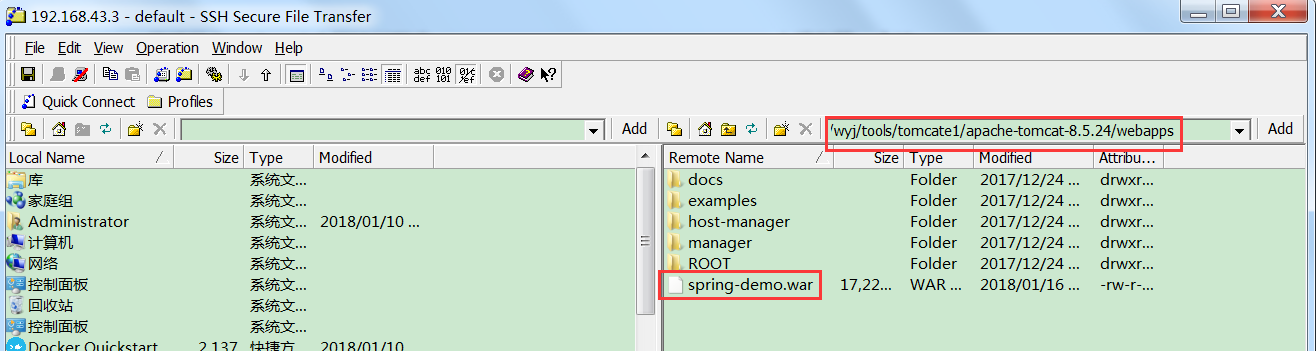 192.168.43.3 - default - SSH Secure File Transfer
File Edit View Operation Window Help
abc def 010 101
Quick Connect Profiles
Add /wyj/tools/tomcate1/apache-tomcat-8.5.24/webapps Add
Local Name Size Type Modified
库 系统文...
家庭组 系统文...
Administrator 系统文... 2018/01/10 ...
计算机 系统文...
网络 系统文...
控制面板 系统文...
回收站 系统文...
控制面板 系统文...
Docker Quickstart 2,137 快捷方 2018/01/10
Remote Name Size Type Modified Attribu...
docs Folder 2017/12/24 ... drwxr...
examples Folder 2017/12/24 ... drwxr...
host-manager Folder 2017/12/24 ... drwxr...
manager Folder 2017/12/24 ... drwxr...
ROOT Folder 2017/12/24 ... drwxr...
spring-demo.war 17,22... WAR ... 2018/01/16 ... -rw-r-...